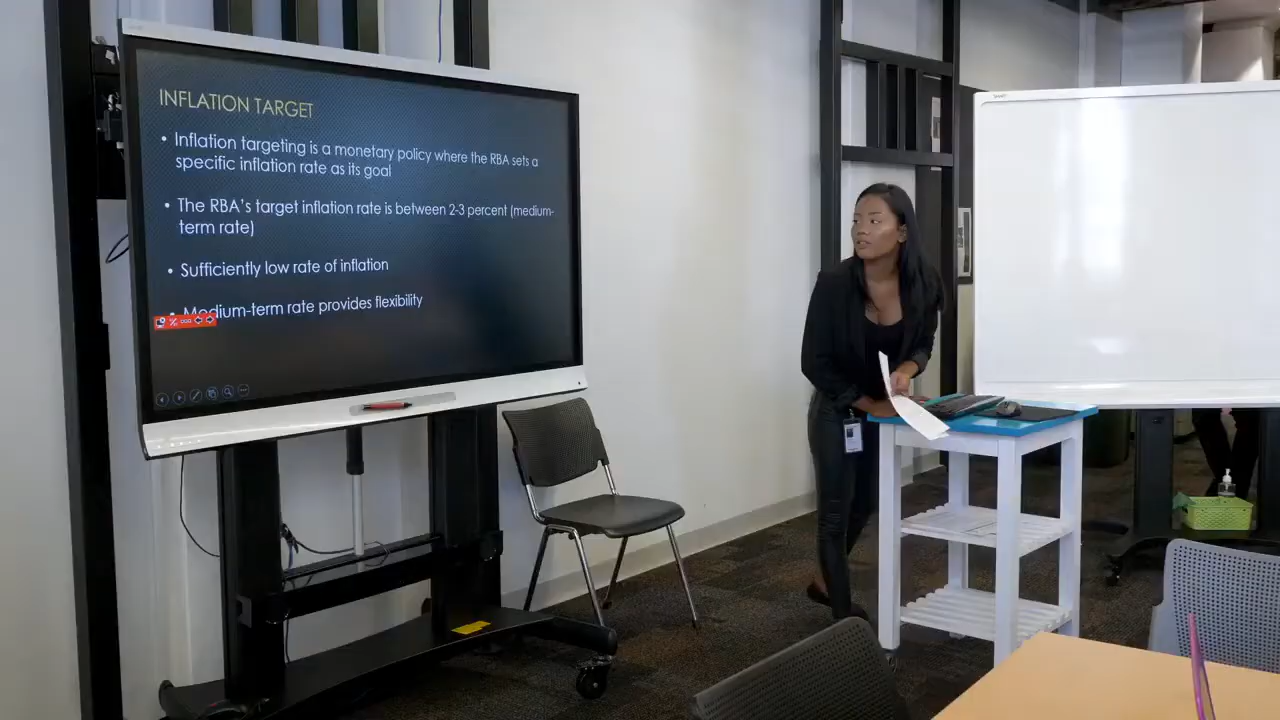 INFLATION TARGET
• Inflation targeting is a monetary policy where the RBA sets a
specific inflation rate as its goal
• The RBA's target inflation rate is between 2-3 percent (medium-
term rate)
• Sufficiently low rate of inflation
• Medium-term rate provides flexibility